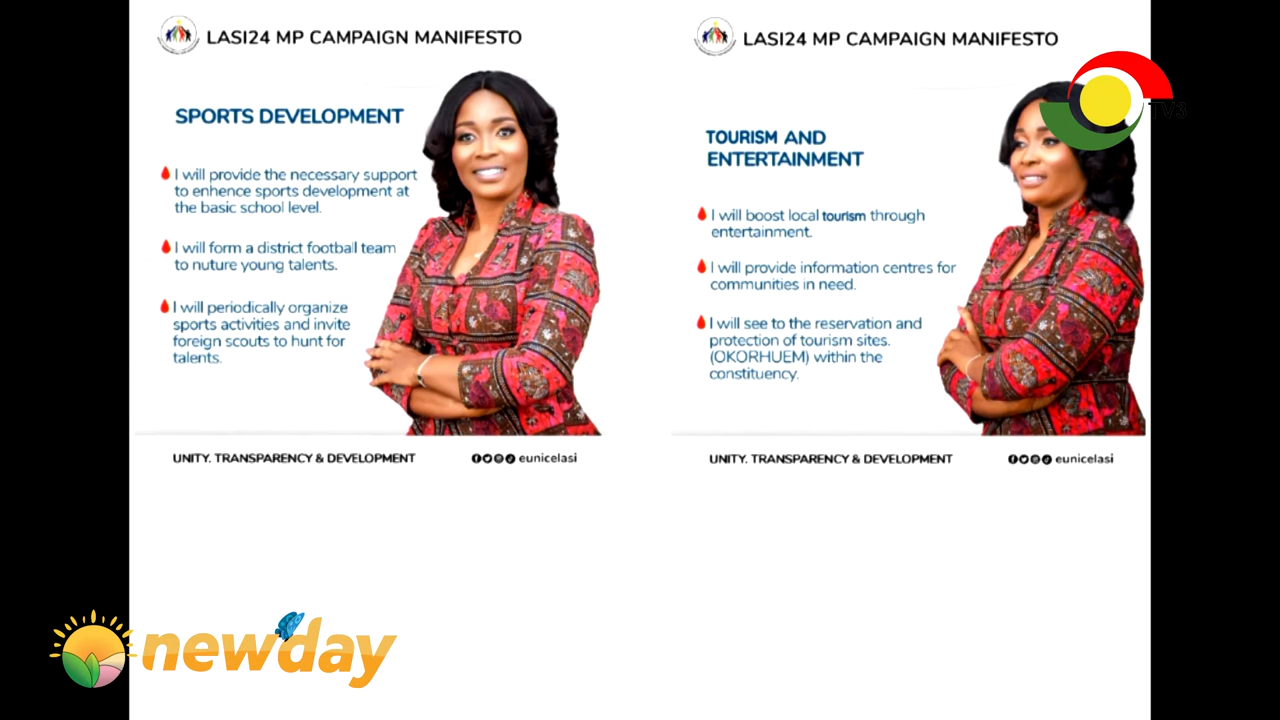 LASI24 MP CAMPAIGN MANIFESTO
SPORTS DEVELOPMENT
I will provide the necessary support
to enhence sports development at
the basic school level.
I will form a district football team
to nuture young talents.
I will periodically organize
sports activities and invite
foreign scouts to hunt for
talents.
UNITY. TRANSPARENCY & DEVELOPMENT
eunicelasi
LASI24 MP CAMPAIGN MANIFESTO
TOURISM AND
ENTERTAINMENT
I will boost local tourism through
entertainment.
I will provide information centres for
communities in need.
I will see to the reservation and
protection of tourism sites.
(OKORHUEM) within the
constituency.
UNITY. TRANSPARENCY & DEVELOPMENT
eunicelasi
TV3
newday